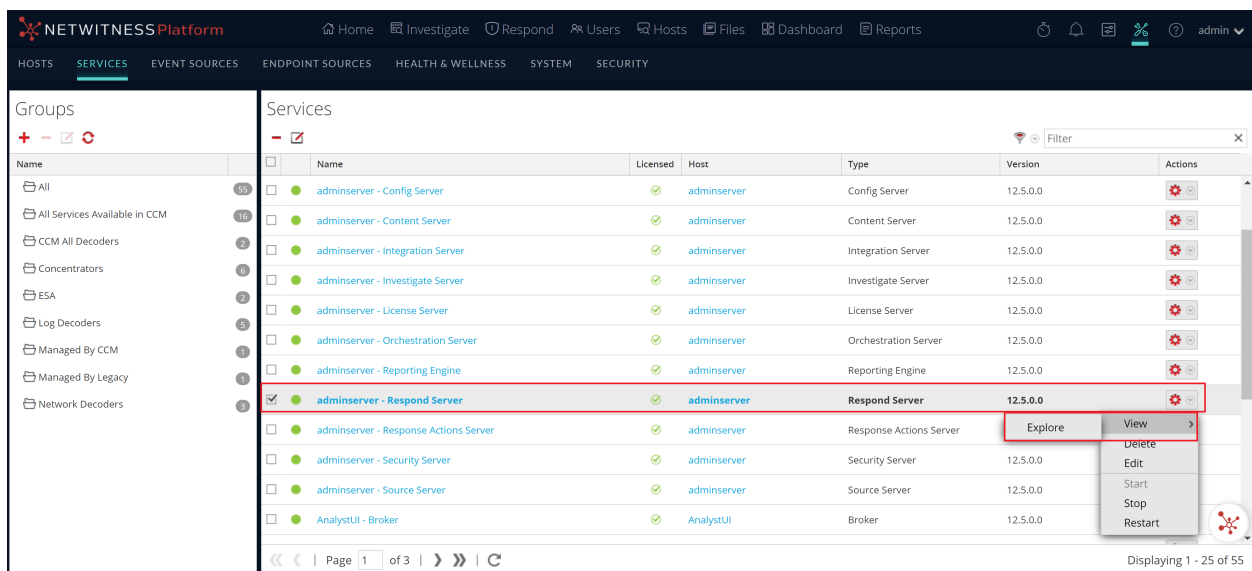 NETWITNESS Platform
Home Investigate Respond Users Hosts Files Dashboard Reports admin
HOSTS SERVICES EVENT SOURCES ENDPOINT SOURCES HEALTH & WELLNESS SYSTEM SECURITY
Groups
Name
All 55
All Services Available in CCM 16
CCM All Decoders 2
Concentrators 6
ESA 2
Log Decoders 5
Managed By CCM 1
Managed By Legacy 1
Network Decoders 3
Services
Filter
Name Licensed Host Type Version Actions
adminserver - Config Server adminserver Config Server 12.5.0.0
adminserver - Content Server adminserver Content Server 12.5.0.0
adminserver - Integration Server adminserver Integration Server 12.5.0.0
adminserver - Investigate Server adminserver Investigate Server 12.5.0.0
adminserver - License Server adminserver License Server 12.5.0.0
adminserver - Orchestration Server adminserver Orchestration Server 12.5.0.0
adminserver - Reporting Engine adminserver Reporting Engine 12.5.0.0
adminserver - Respond Server adminserver Respond Server 12.5.0.0
adminserver - Response Actions Server adminserver Response Actions Server
adminserver - Security Server adminserver Security Server 12.5.0.0
adminserver - Source Server adminserver Source Server 12.5.0.0
AnalystUI - Broker AnalystUI Broker 12.5.0.0
Explore
View
Delete
Edit
Start
Stop
Restart
Page 1 of 3
Displaying 1 - 25 of 55